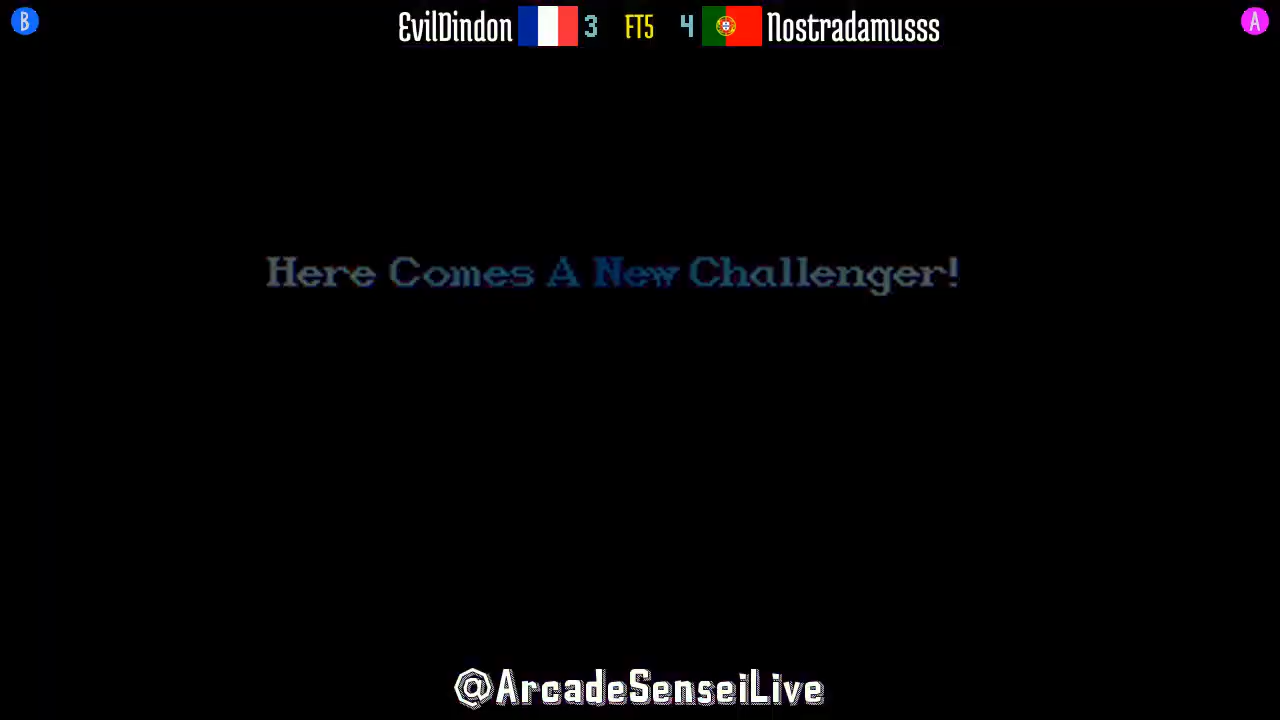 B EvilDindon 3 FT5 4 Nostradamusss A
Here Comes A New Challenger!
@ArcadeSenseiLive